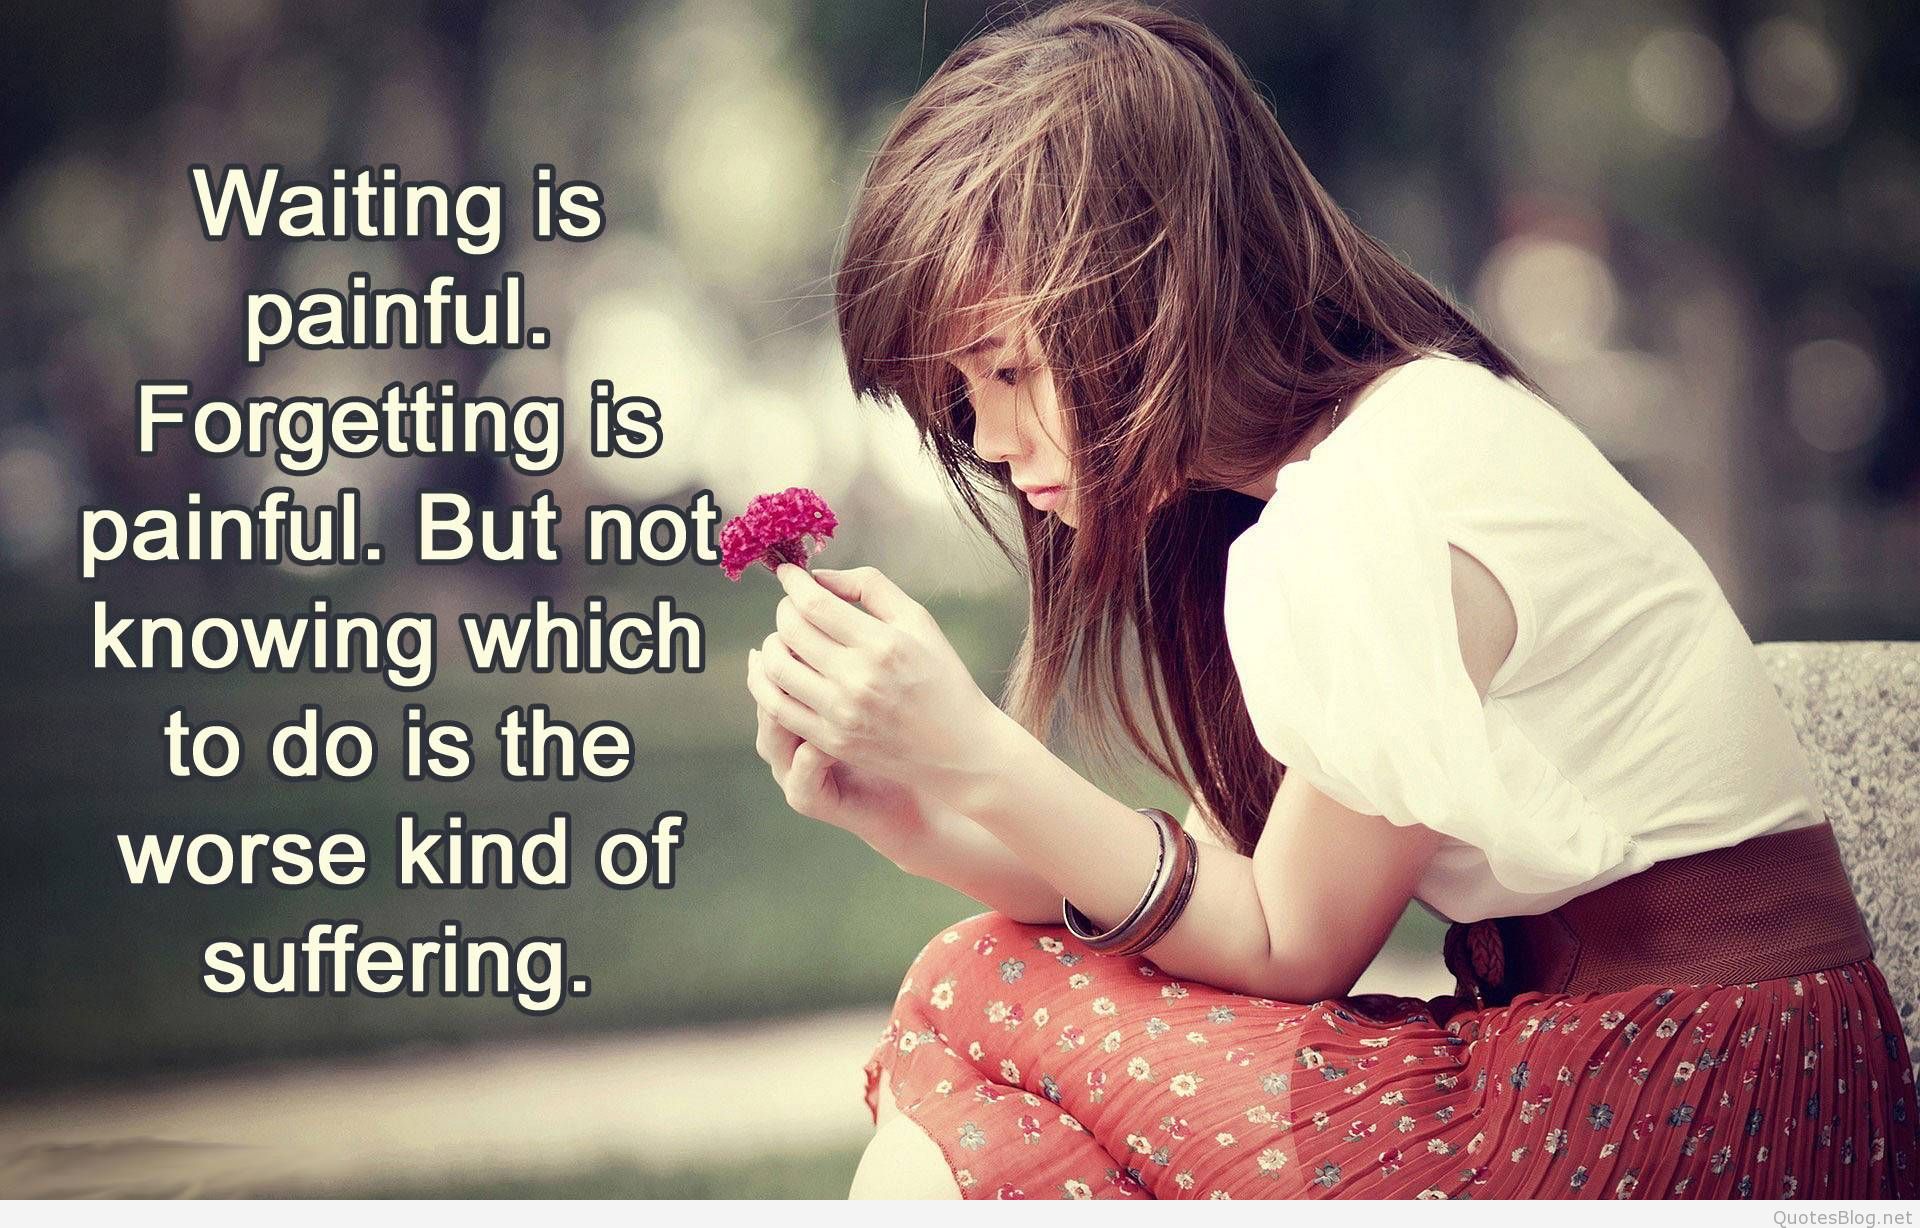 Waiting is
painful.
Forgetting is
painful. But not
knowing which
to do is the
worse kind of
suffering.
QuotesBlog.net